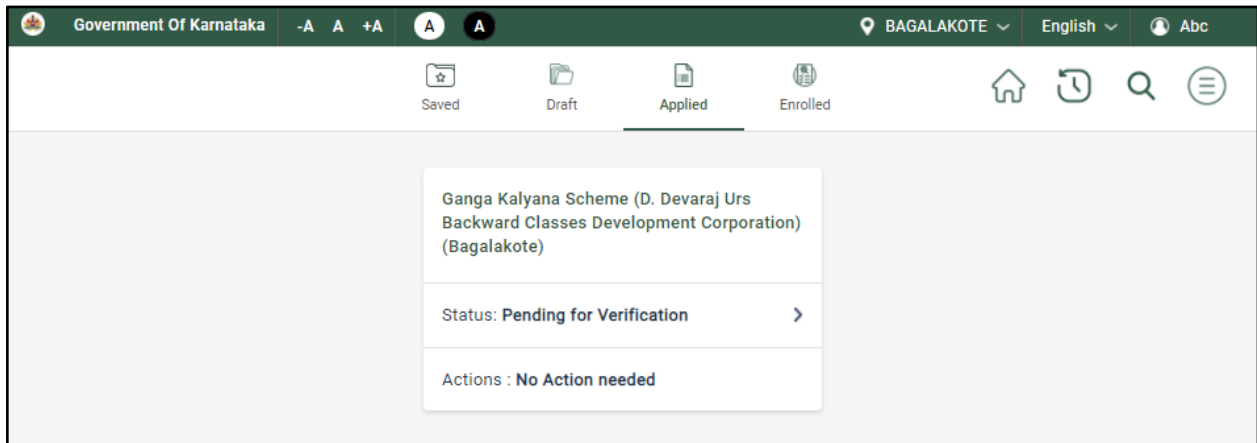 Government Of Karnataka -A A +A A A BAGALAKOTE English Abc
Saved Draft Applied Enrolled
Ganga Kalyana Scheme (D. Devaraj Urs
Backward Classes Development Corporation)
(Bagalakote)
Status: Pending for Verification
Actions : No Action needed